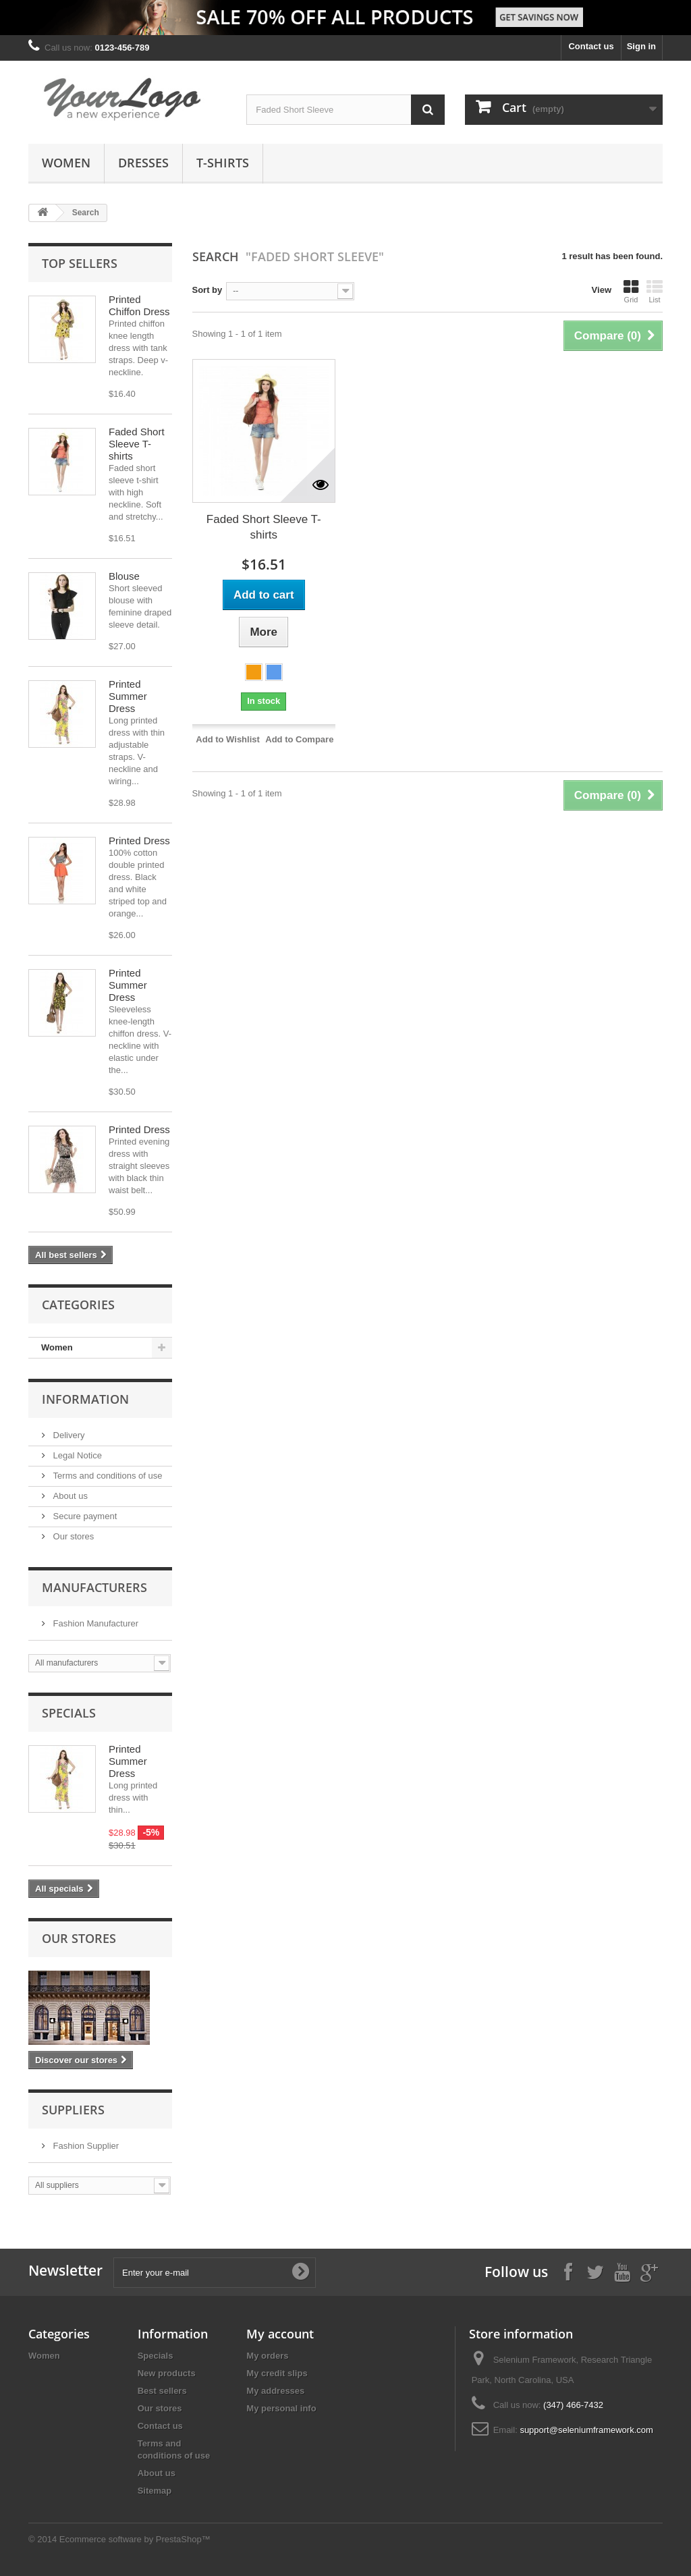 SALE 70% OFF ALL PRODUCTS GET SAVINGS NOW
Call us now: 0123-456-789
Contact us Sign in
YourLogo
a new experience
Faded Short Sleeve
Cart (empty)
WOMEN DRESSES T-SHIRTS
Search
TOP SELLERS
Printed
Chiffon Dress
Printed chiffon
knee length
dress with tank
straps. Deep v-
neckline.
$16.40
Faded Short
Sleeve T-
shirts
Faded short
sleeve t-shirt
with high
neckline. Soft
and stretchy...
$16.51
Blouse
Short sleeved
blouse with
feminine draped
sleeve detail.
$27.00
Printed
Summer
Dress
Long printed
dress with thin
adjustable
straps. V-
neckline and
wiring...
$28.98
Printed Dress
100% cotton
double printed
dress. Black
and white
striped top and
orange...
$26.00
Printed
Summer
Dress
Sleeveless
knee-length
chiffon dress. V-
neckline with
elastic under
the...
$30.50
Printed Dress
Printed evening
dress with
straight sleeves
with black thin
waist belt...
$50.99
All best sellers
CATEGORIES
Women
INFORMATION
Delivery
Legal Notice
Terms and conditions of use
About us
Secure payment
Our stores
MANUFACTURERS
Fashion Manufacturer
All manufacturers
SPECIALS
Printed
Summer
Dress
Long printed
dress with
thin...
$28.98 -5%
$30.51
All specials
OUR STORES
Discover our stores
SUPPLIERS
Fashion Supplier
All suppliers
SEARCH "FADED SHORT SLEEVE"
1 result has been found.
Sort by --
View Grid List
Showing 1 - 1 of 1 item
Compare (0)
Faded Short Sleeve T-
shirts
$16.51
Add to cart
More
In stock
Add to Wishlist Add to Compare
Showing 1 - 1 of 1 item
Compare (0)
Newsletter Enter your e-mail
Follow us
You
Tube
Categories
Women
Information
Specials
New products
Best sellers
Our stores
Contact us
Terms and
conditions of use
About us
Sitemap
My account
My orders
My credit slips
My addresses
My personal info
Store information
Selenium Framework, Research Triangle
Park, North Carolina, USA
Call us now: (347) 466-7432
Email: support@seleniumframework.com
© 2014 Ecommerce software by PrestaShop™